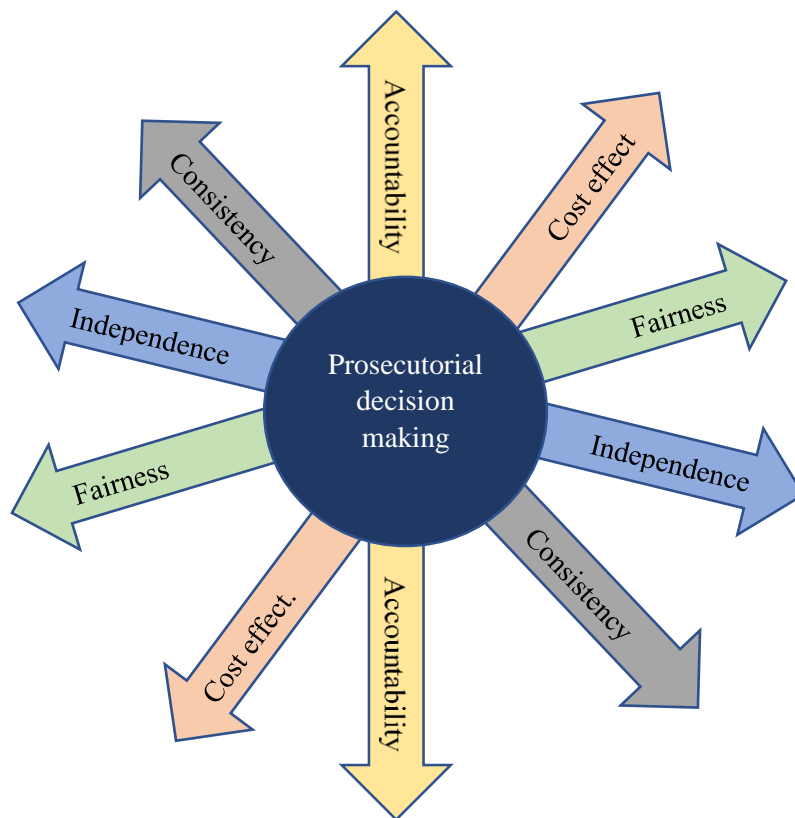 Accountability
Cost effect
Consistency
Fairness
Independence
Prosecutorial
decision
making
Independence
Fairness
Consistency
Cost effect.
Accountability